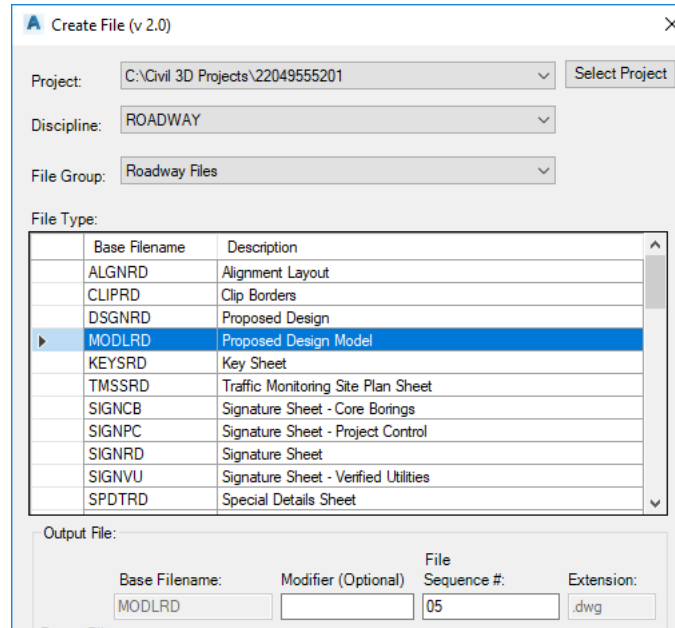 Create File (v 2.0)
Project: C:\Civil 3D Projects\22049555201 Select Project
Discipline: ROADWAY
File Group: Roadway Files
File Type:
Base Filename Description
ALGNRD Alignment Layout
CLIPRD Clip Borders
DSGNRD Proposed Design
MODLRD Proposed Design Model
KEYSRD Key Sheet
TMSSRD Traffic Monitoring Site Plan Sheet
SIGNCB Signature Sheet - Core Borings
SIGNPC Signature Sheet - Project Control
SIGNRD Signature Sheet
SIGNVU Signature Sheet - Verified Utilities
SPDTRD Special Details Sheet
Output File:
File
Base Filename: Modifier (Optional) Sequence #: Extension:
MODLRD 05 .dwg